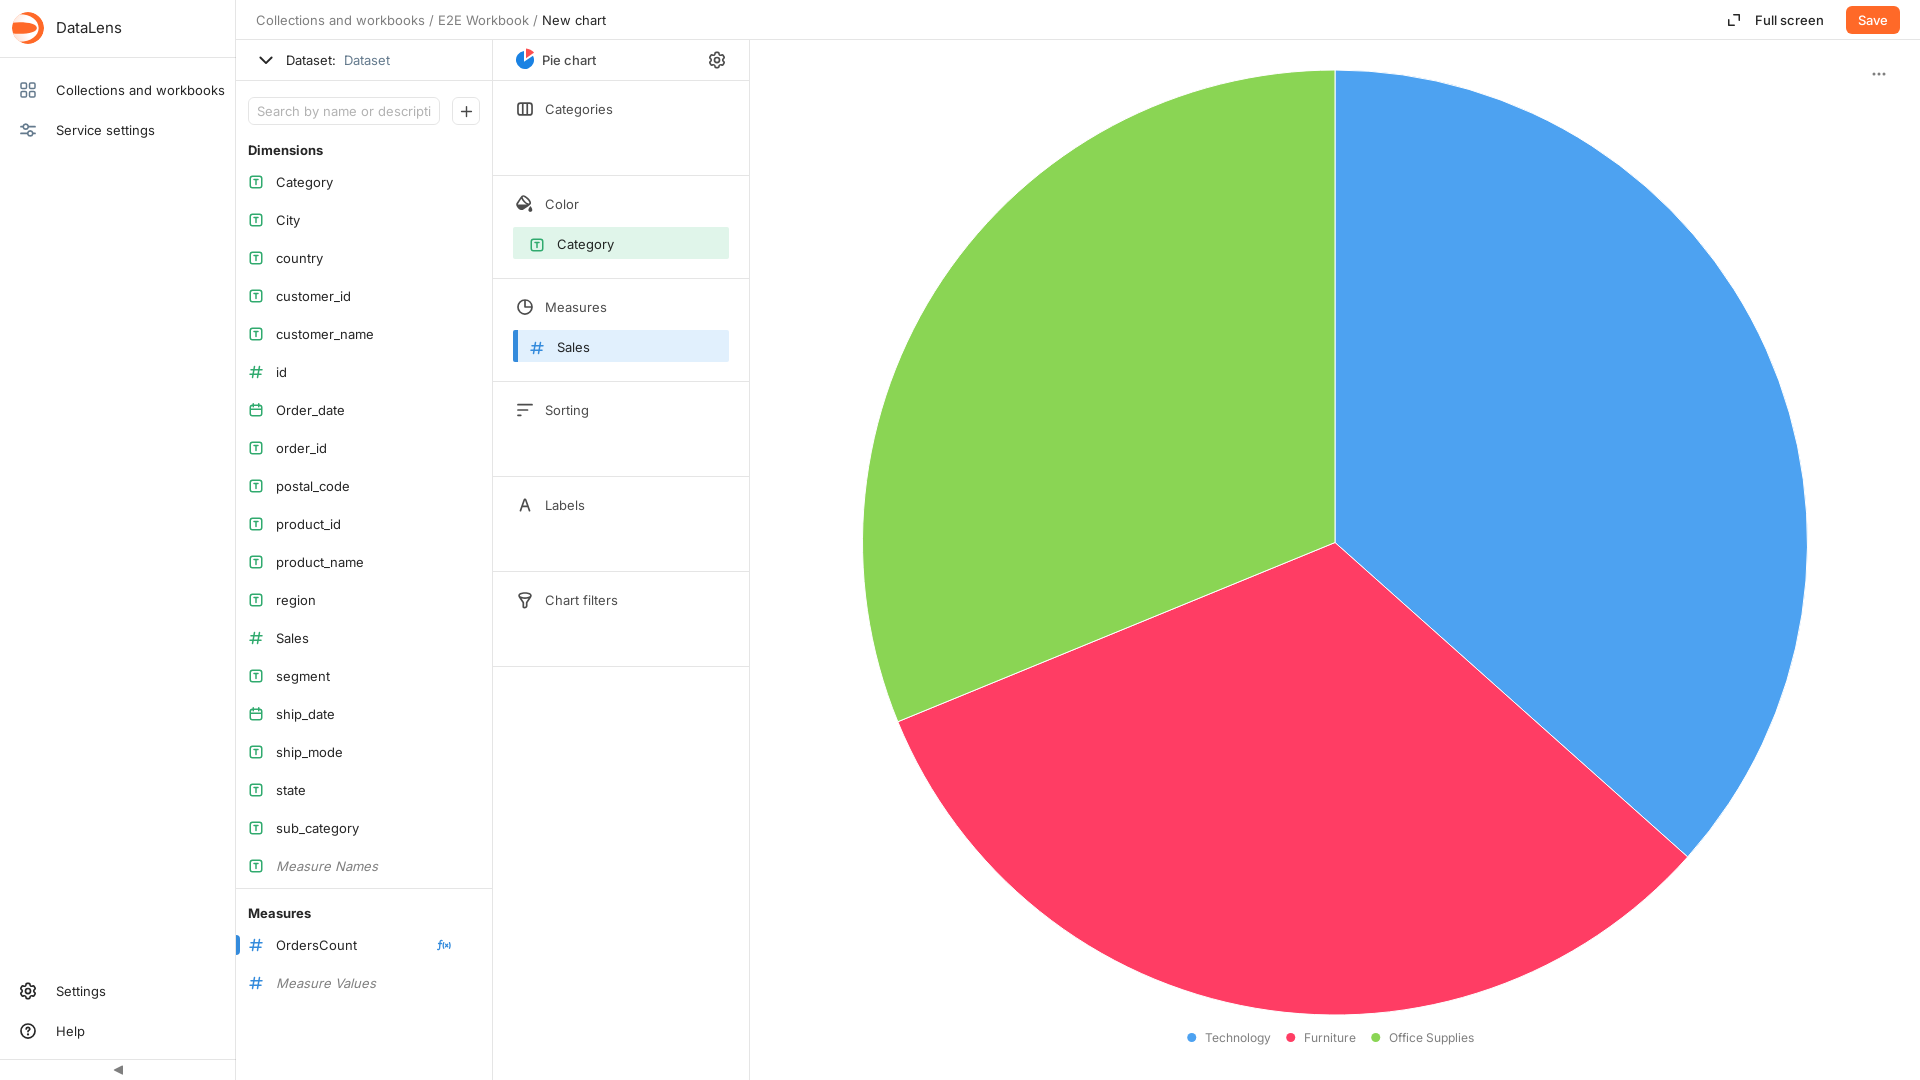 DataLens
Collections and workbooks
Service settings
Settings
Help
Collections and workbooks / E2E Workbook / New chart
Full screen
Save
Dataset: Dataset
Search by name or descripti
Dimensions
Category
City
country
customer_id
customer_name
id
Order_date
order_id
postal_code
product_id
product_name
region
Sales
segment
ship_date
ship_mode
state
sub_category
Measure Names
Measures
OrdersCount
f(x)
Measure Values
Pie chart
Categories
Color
Category
Measures
Sales
Sorting
Labels
Chart filters
Technology
Furniture
Office Supplies